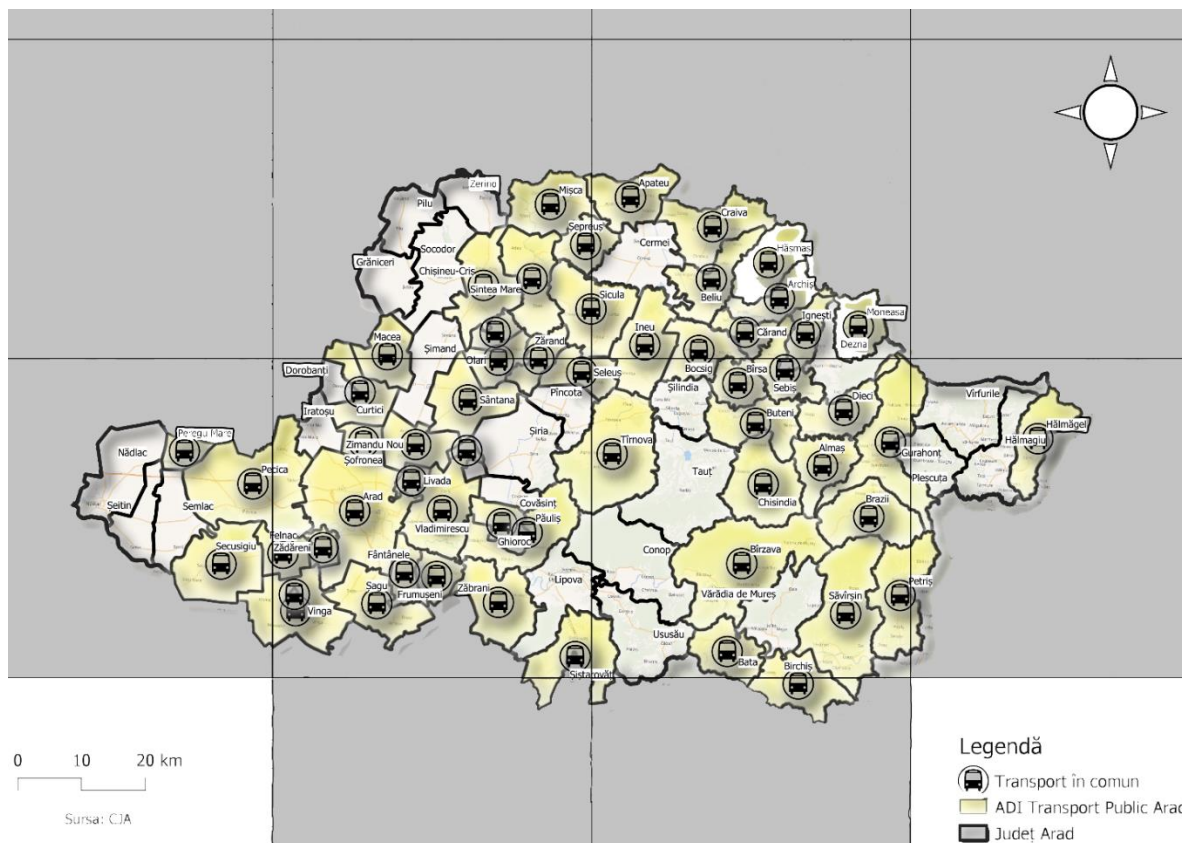 Zerind
Mișca
Apateu
Pilu
Craiva
Șepreuș
Socodor
Cermei
Hășmaș
Grăniceri
Chișineu-Criș
Sintea Mare
Beliu
Archiș
Sicula
Ignești
Moneasa
Macea
Șimand
Zărand
Ineu
Cărand
Dezna
Olari
Bocsig
Dorobanți
Seleuș
Bîrsa
Sebiș
Pîncota
Șilindia
Dieci
Vîrfurile
Iratoșu
Curtici
Sântana
Buteni
Hălmăgel
Peregu Mare
Zimandu Nou
Șiria
Tîrnova
Almaș
Gurahonț
Hălmagiu
Nădlac
Șofronea
Pecica
Tauț
Plescuța
Livada
Chisindia
Șeitin
Semlac
Arad
Covăsinț
Brazii
Vladimirescu
Păuliș
Ghioroc
Felnac
Zădăreni
Conop
Secusigiu
Fântânele
Bîrzava
Lipova
Petriș
Șagu
Frumușeni
Zăbrani
Vărădia de Mureș
Săvîrșin
Vinga
Ususău
Bata
Șiștarovăț
Birchiș
0 10 20 km
Sursa: CJA
Legendă
Transport în comun
ADI Transport Public Arad
Județ Arad